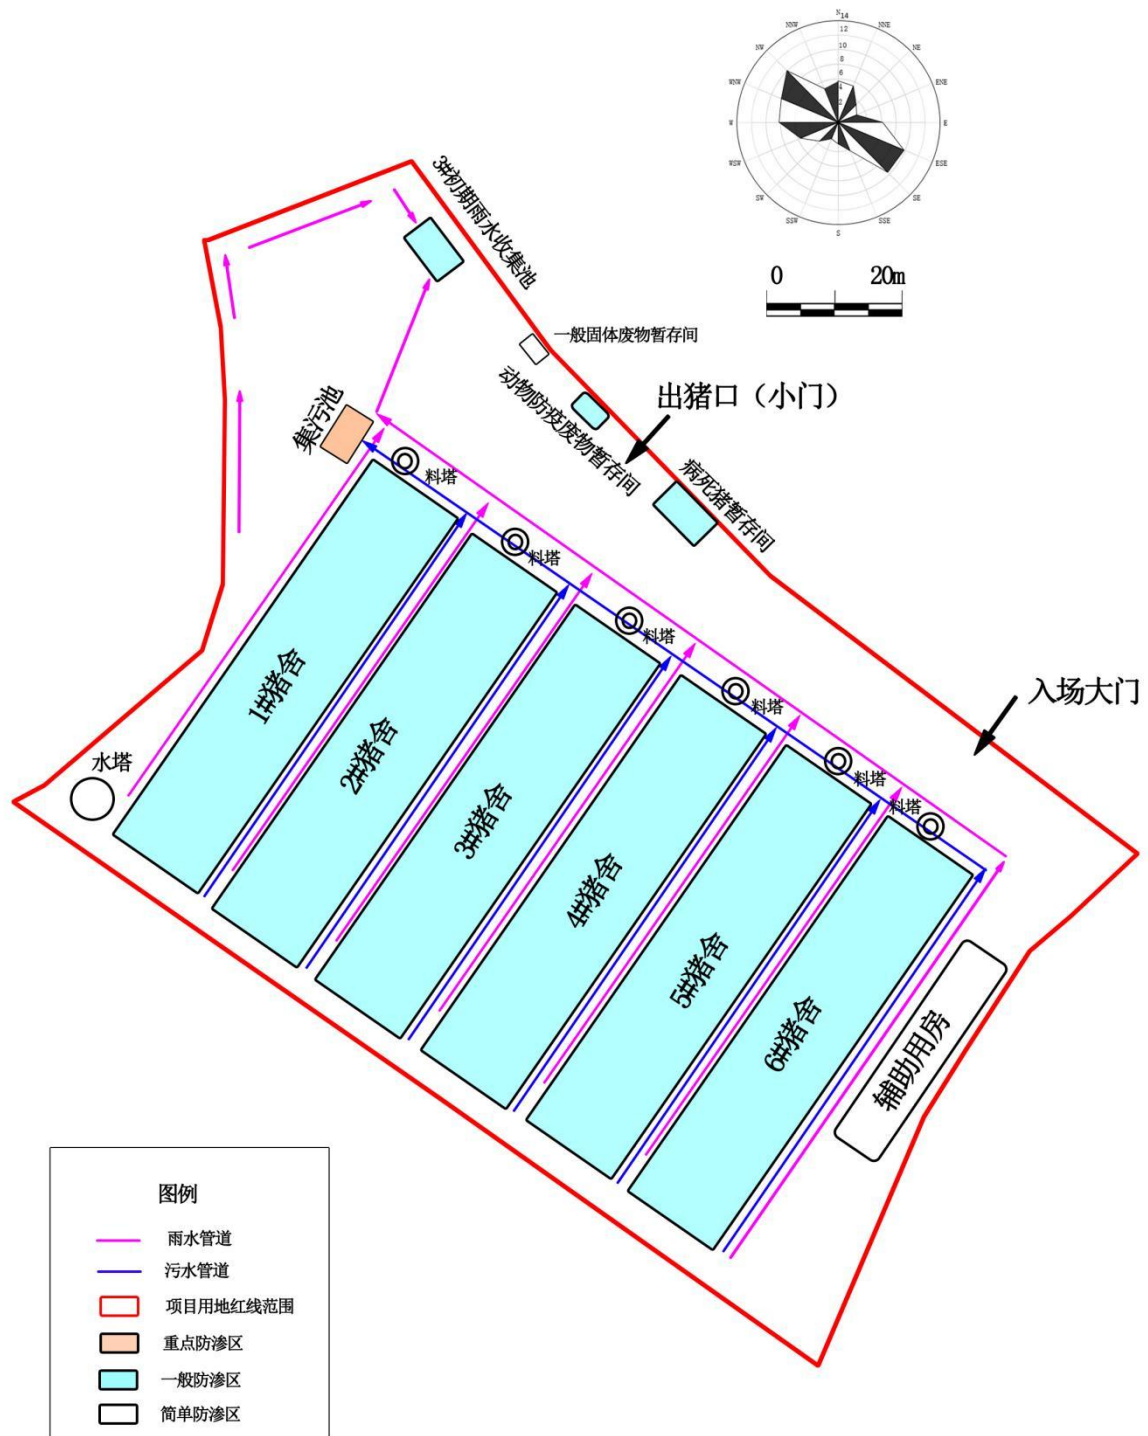 N
14
NNW
NNE
12
NW
NE
10
8
WNW
ENE
6
4
2
W
E
WSW
ESE
SW
SE
SSW
SSE
S
0
20m
3#初期雨水收集池
一般固体废物暂存间
动物防疫废物暂存间
出猪口（小门）
病死猪暂存间
集污池
料塔
料塔
料塔
料塔
料塔
料塔
入场大门
水塔
1#猪舍
2#猪舍
3#猪舍
4#猪舍
5#猪舍
6#猪舍
辅助用房
图例
雨水管道
污水管道
项目用地红线范围
重点防渗区
一般防渗区
简单防渗区